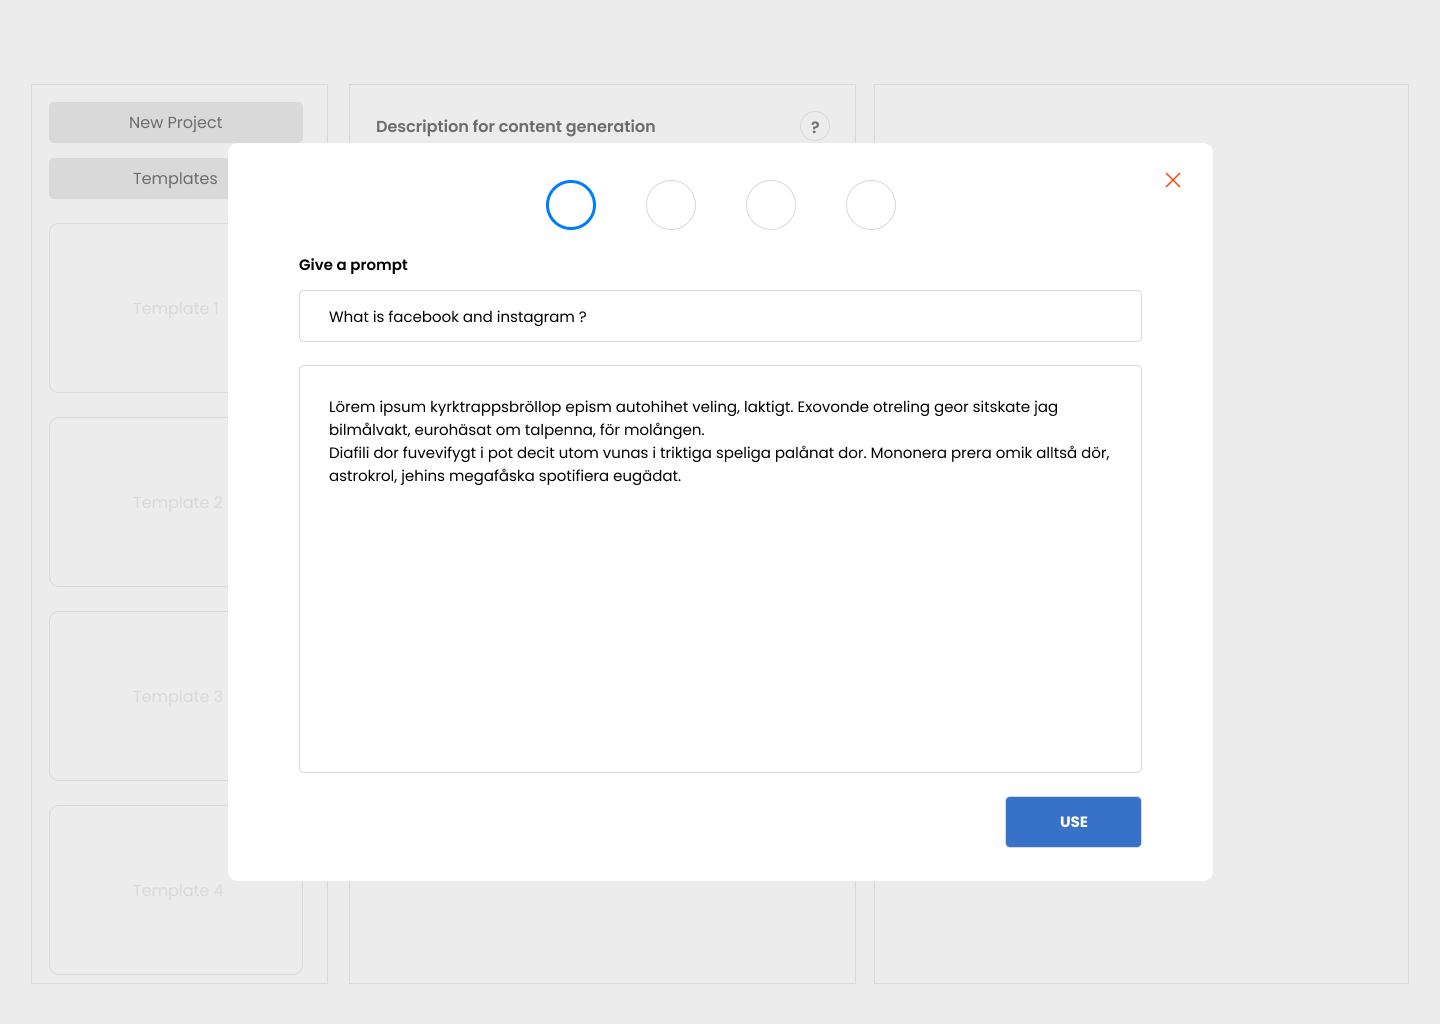 New Project
Templates
Template 1
Template 2
Template 3
Template 4
Description for content generation
?
Give a prompt
What is facebook and instagram ?
Lörem ipsum kyrktrappsbröllop epism autohihet veling, laktigt. Exovonde otreling geor sitskate jag
bilmålvakt, eurohäsat om talpenna, för molången.
Diafili dor fuvevifygt i pot decit utom vunas i triktiga speliga palånat dor. Mononera prera omik alltså dör,
astrokrol, jehins megafåska spotifiera eugädat.
USE